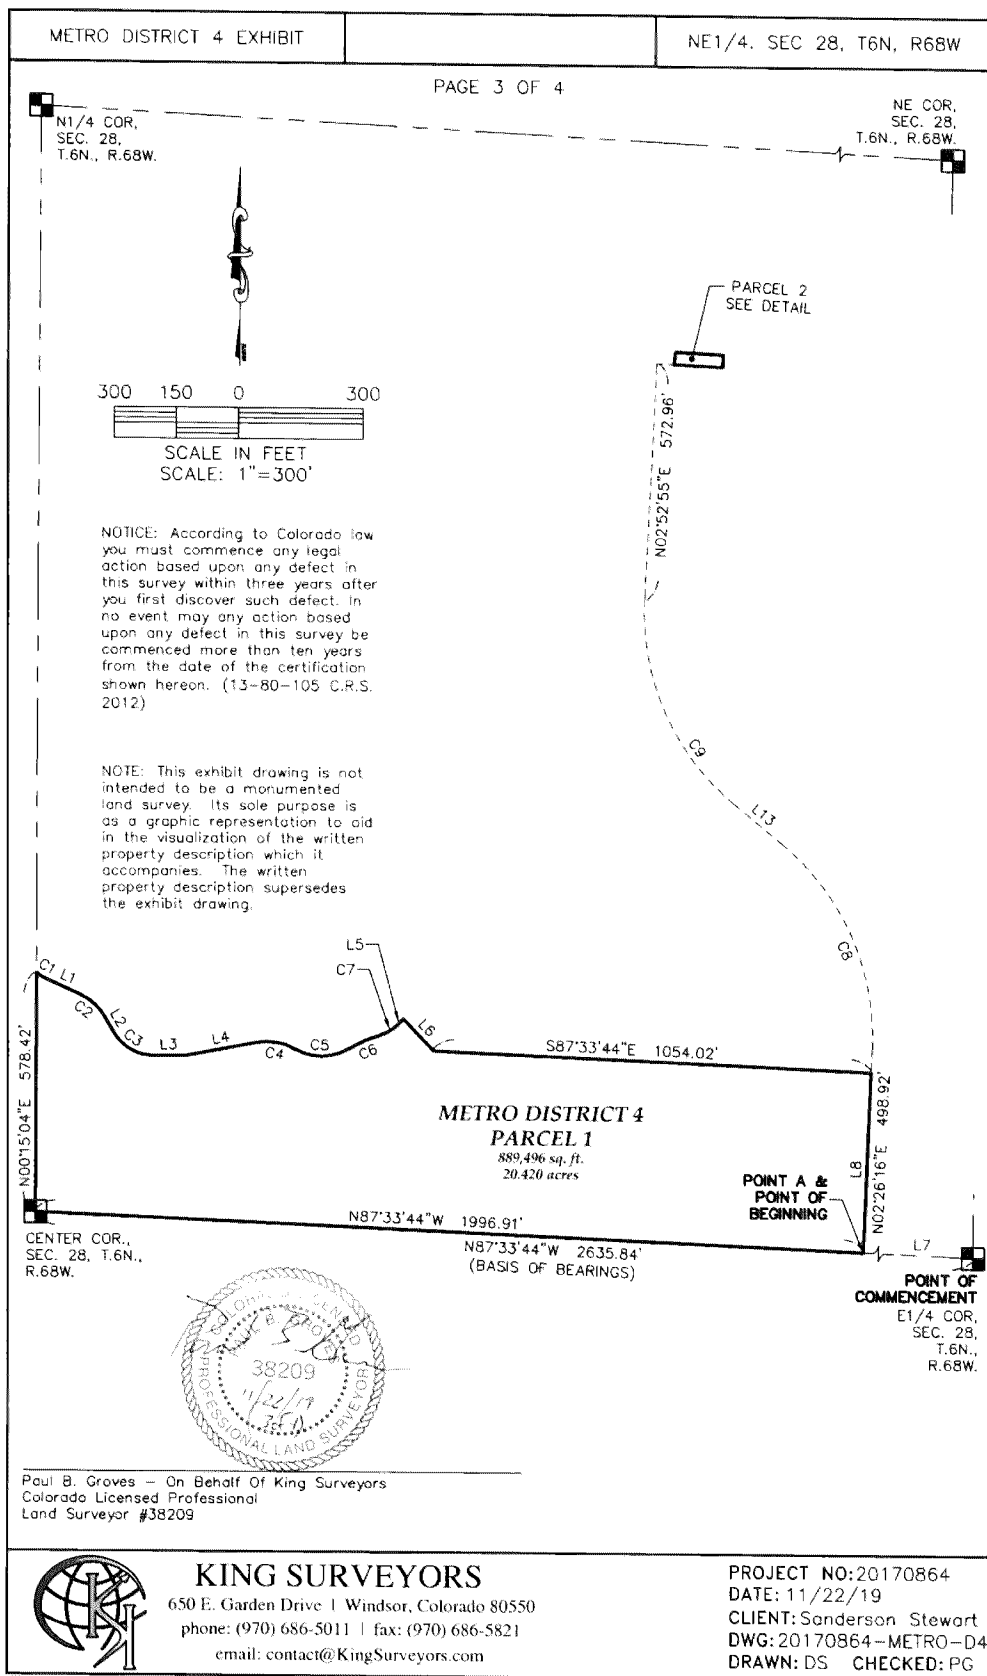 METRO DISTRICT 4 EXHIBIT
NE1/4. SEC 28, T6N, R68W
PAGE 3 OF 4
N1/4 COR,
SEC. 28,
T.6N., R.68W.
NE COR,
SEC. 28,
T.6N., R.68W.
PARCEL 2
SEE DETAIL
300 150 0 300
SCALE IN FEET
SCALE: 1"=300'
N02°52'55"E 572.96'
NOTICE: According to Colorado law
you must commence any legal
action based upon any defect in
this survey within three years after
you first discover such defect. In
no event may any action based
upon any defect in this survey be
commenced more than ten years
from the date of the certification
shown hereon. (13-80-105 C.R.S.
2012)
C9
NOTE: This exhibit drawing is not
intended to be a monumented
land survey. Its sole purpose is
as a graphic representation to aid
in the visualization of the written
property description which it
accompanies. The written
property description supersedes
the exhibit drawing.
L13
C8
L5
C7
C1 L1
C2
L2
C3
L3
L4
C4
C5
C6
L6
S87°33'44"E 1054.02'
N00°15'04"E 578.42'
METRO DISTRICT 4
PARCEL 1
889,496 sq. ft.
20.420 acres
L8
N02°26'16"E 498.92'
POINT A &
POINT OF
BEGINNING
N87°33'44"W 1996.91'
N87°33'44"W 2635.84'
(BASIS OF BEARINGS)
L7
CENTER COR.,
SEC. 28, T.6N.,
R.68W.
POINT OF
COMMENCEMENT
E1/4 COR,
SEC. 28,
T.6N.,
R.68W.
COLORADO LICENSED
PAUL B. GROVES
38209
11/22/19
PROFESSIONAL LAND SURVEYOR
Paul B. Groves - On Behalf Of King Surveyors
Colorado Licensed Professional
Land Surveyor #38209
KING SURVEYORS
650 E. Garden Drive | Windsor, Colorado 80550
phone: (970) 686-5011 | fax: (970) 686-5821
email: contact@KingSurveyors.com
PROJECT NO:20170864
DATE: 11/22/19
CLIENT: Sanderson Stewart
DWG: 20170864-METRO-D4
DRAWN: DS CHECKED: PG